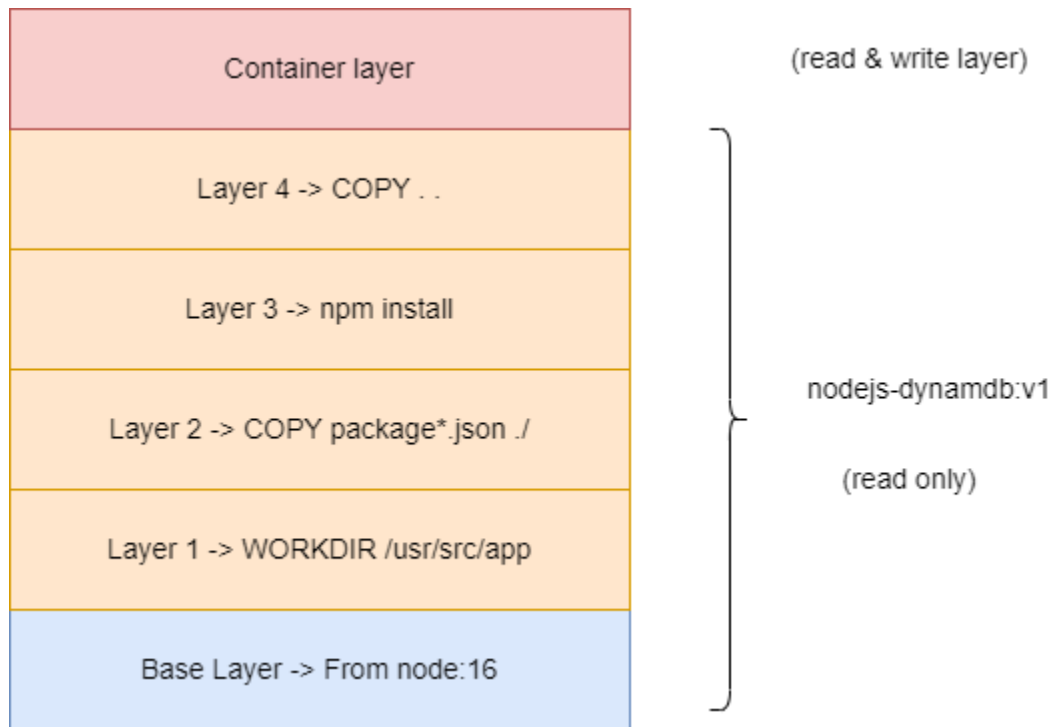 Container layer
(read & write layer)
Layer 4 -> COPY . .
Layer 3 -> npm install
nodejs-dynamdb:v1
Layer 2 -> COPY package*.json ./
(read only)
Layer 1 -> WORKDIR /usr/src/app
Base Layer -> From node:16